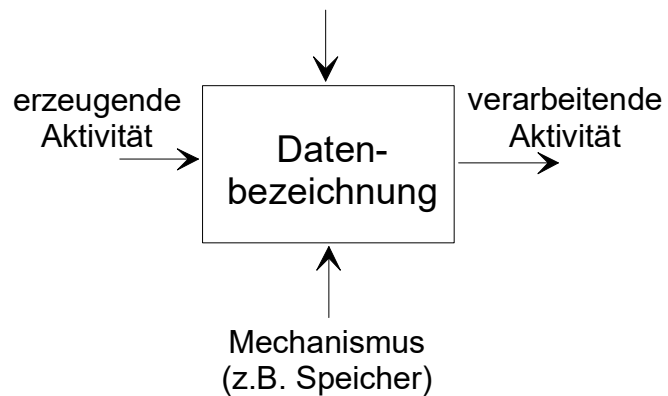 erzeugende
Aktivität
Daten-
bezeichnung
verarbeitende
Aktivität
Mechanismus
(z.B. Speicher)